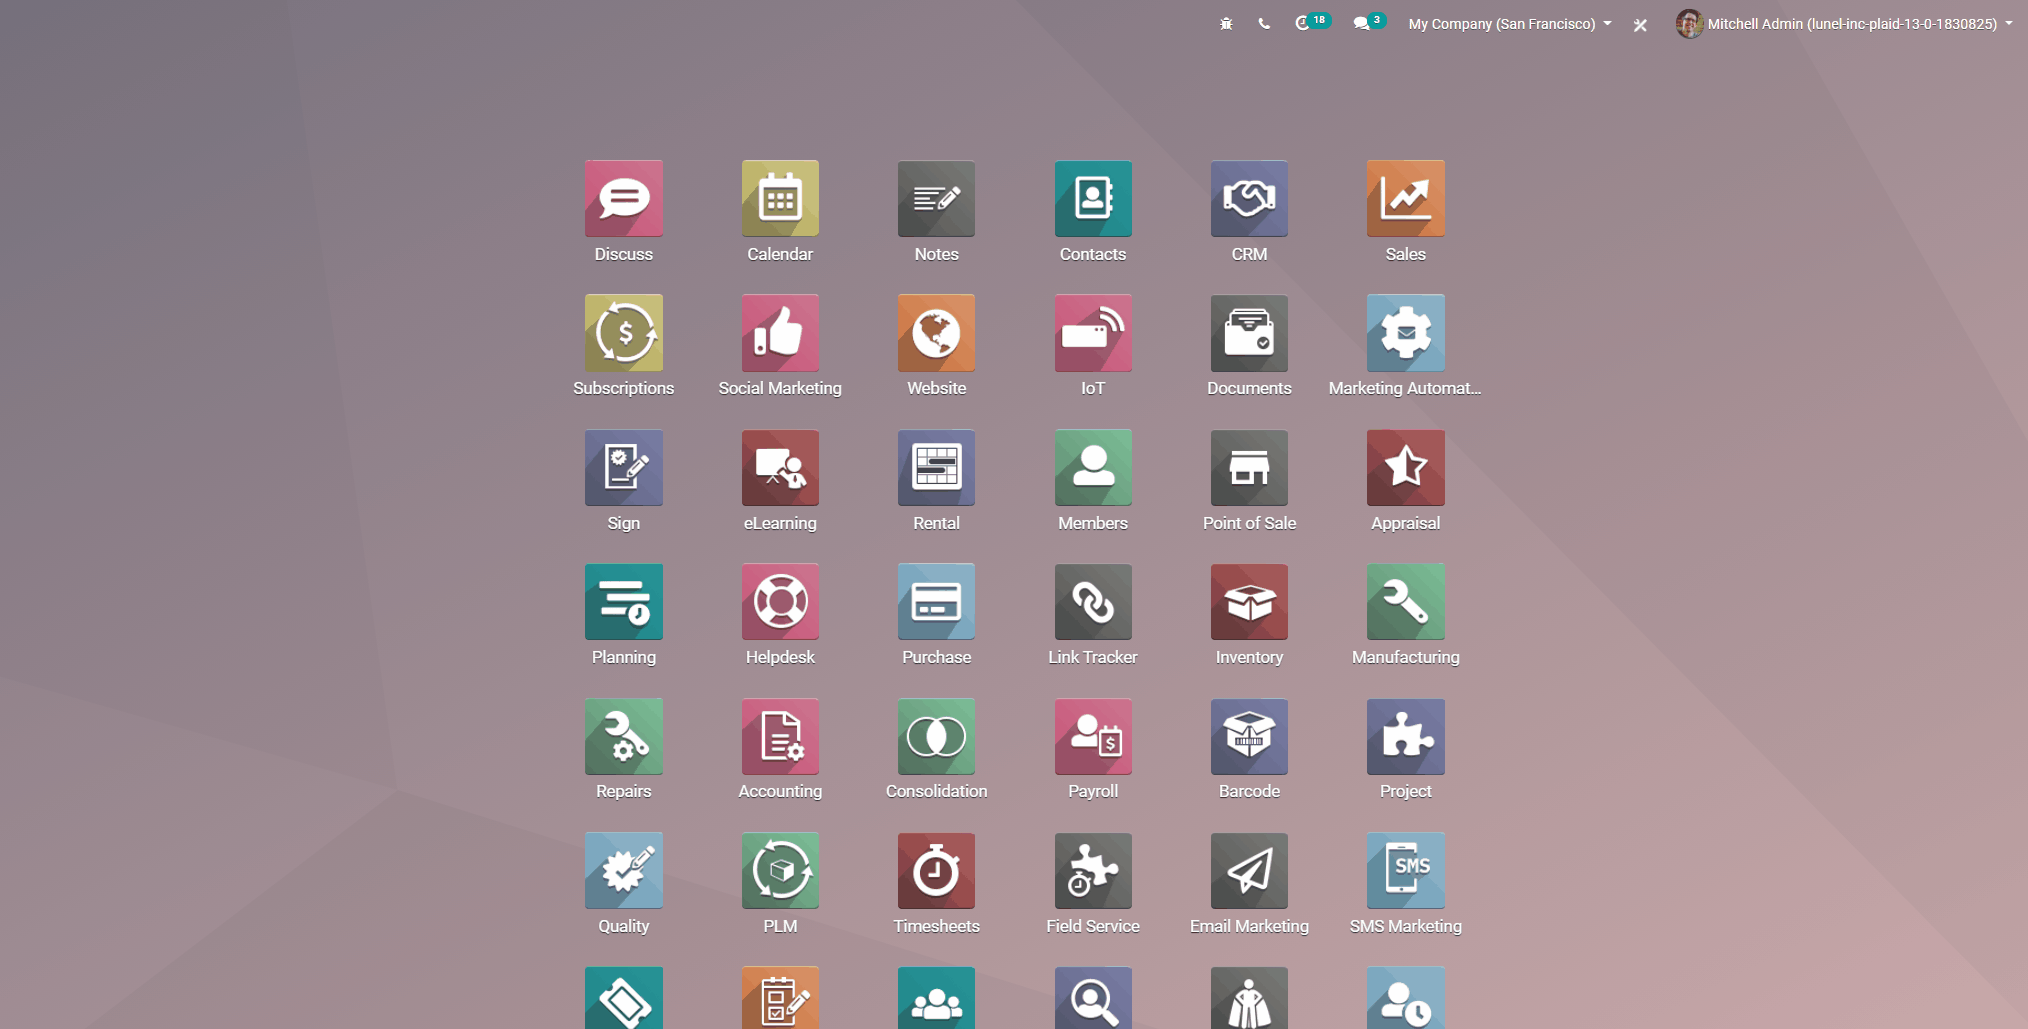 18 3 My Company (San Francisco) Mitchell Admin (lunel-inc-plaid-13-0-1830825)
Discuss Calendar Notes Contacts CRM Sales
$
Subscriptions Social Marketing Website IoT Documents Marketing Automat...
Sign eLearning Rental Members Point of Sale Appraisal
Planning Helpdesk Purchase Link Tracker Inventory Manufacturing
$
Repairs Accounting Consolidation Payroll Barcode Project
SMS
Quality PLM Timesheets Field Service Email Marketing SMS Marketing